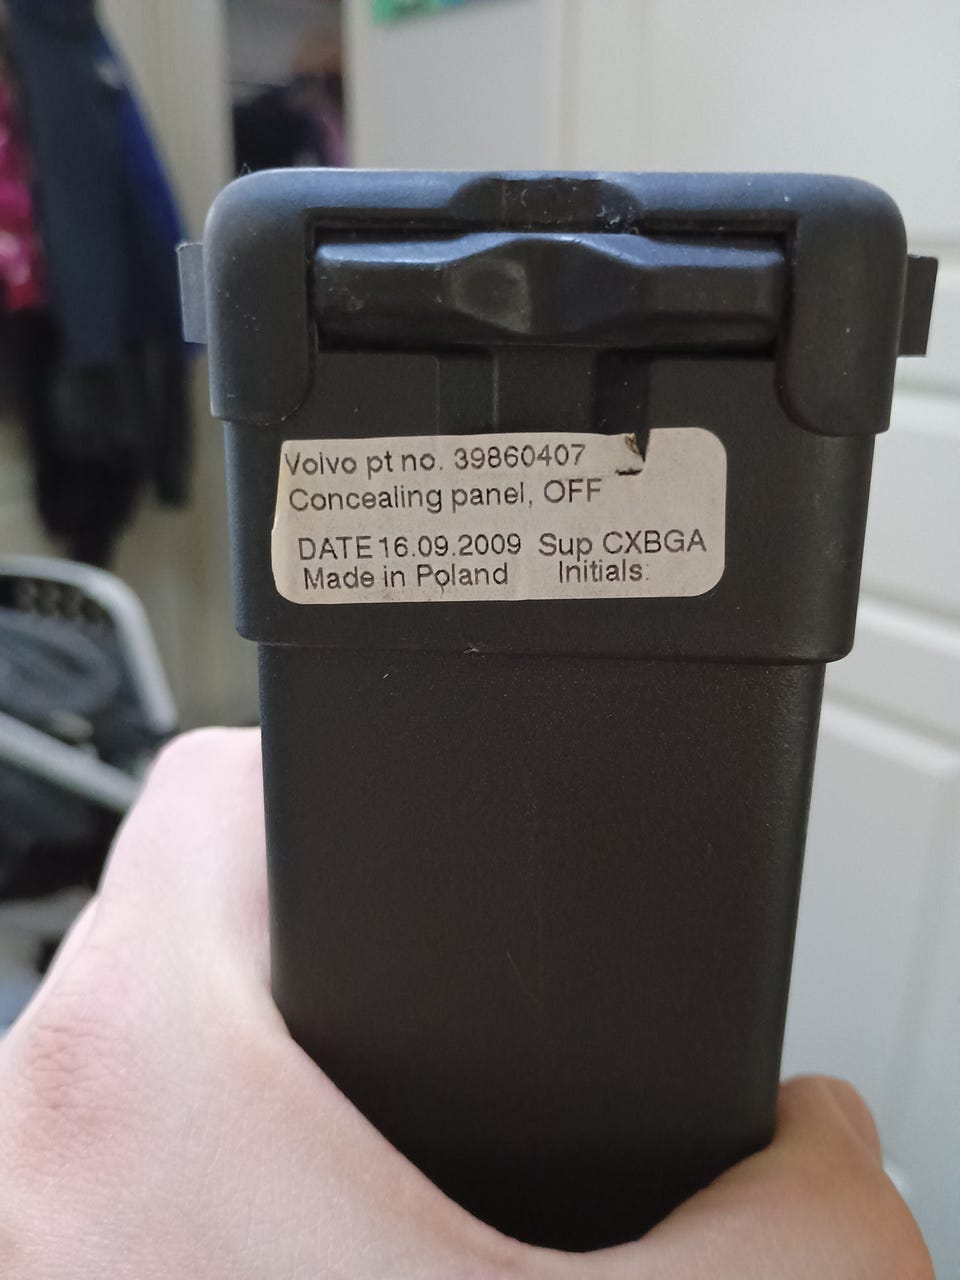 Volvo pt no. 39860407
Concealing panel, OFF
DATE 16.09.2009 Sup CXBGA
Made in Poland Initials: